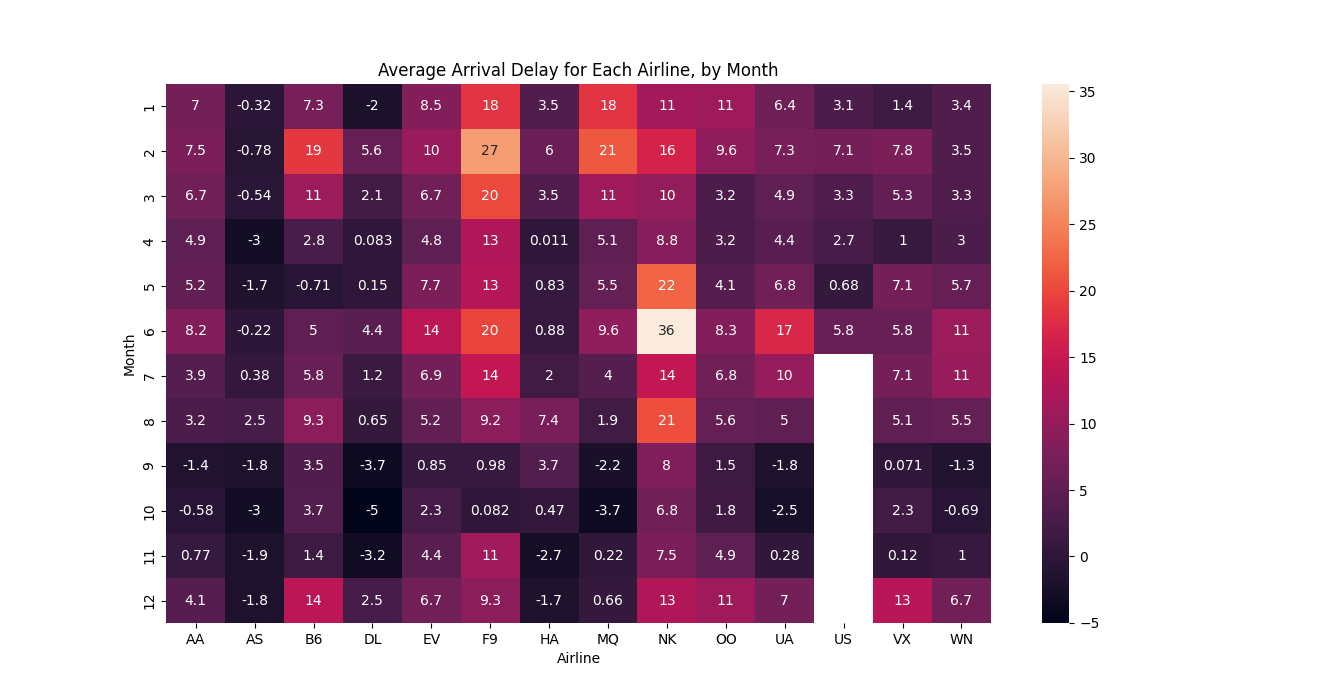 Average Arrival Delay for Each Airline, by Month
1 7 -0.32 7.3 -2 8.5 18 3.5 18 11 11 6.4 3.1 1.4 3.4
2 7.5 -0.78 19 5.6 10 27 6 21 16 9.6 7.3 7.1 7.8 3.5
3 6.7 -0.54 11 2.1 6.7 20 3.5 11 10 3.2 4.9 3.3 5.3 3.3
4 4.9 -3 2.8 0.083 4.8 13 0.011 5.1 8.8 3.2 4.4 2.7 1 3
5 5.2 -1.7 -0.71 0.15 7.7 13 0.83 5.5 22 4.1 6.8 0.68 7.1 5.7
6 8.2 -0.22 5 4.4 14 20 0.88 9.6 36 8.3 17 5.8 5.8 11
7 3.9 0.38 5.8 1.2 6.9 14 2 4 14 6.8 10 7.1 11
8 3.2 2.5 9.3 0.65 5.2 9.2 7.4 1.9 21 5.6 5 5.1 5.5
9 -1.4 -1.8 3.5 -3.7 0.85 0.98 3.7 -2.2 8 1.5 -1.8 0.071 -1.3
10 -0.58 -3 3.7 -5 2.3 0.082 0.47 -3.7 6.8 1.8 -2.5 2.3 -0.69
11 0.77 -1.9 1.4 -3.2 4.4 11 -2.7 0.22 7.5 4.9 0.28 0.12 1
12 4.1 -1.8 14 2.5 6.7 9.3 -1.7 0.66 13 11 7 13 6.7
AA AS B6 DL EV F9 HA MQ NK OO UA US VX WN
Airline
Month
35
30
25
20
15
10
5
0
−5